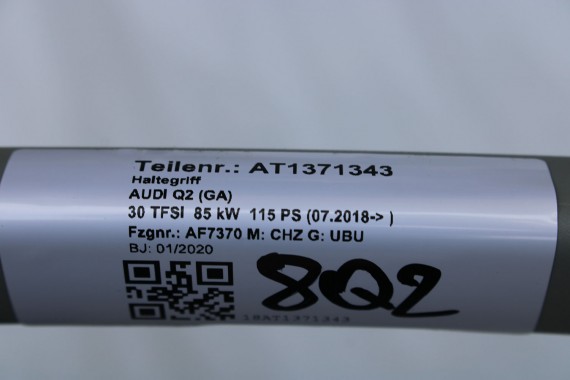 Teilenr.: AT1371343
Haltegriff
AUDI Q2 (GA)
30 TFSI 85 kW 115 PS (07.2018-> )
Fzgnr.: AF7370 M: CHZ G: UBU
BJ: 01/2020
8Q2
18AT1371343